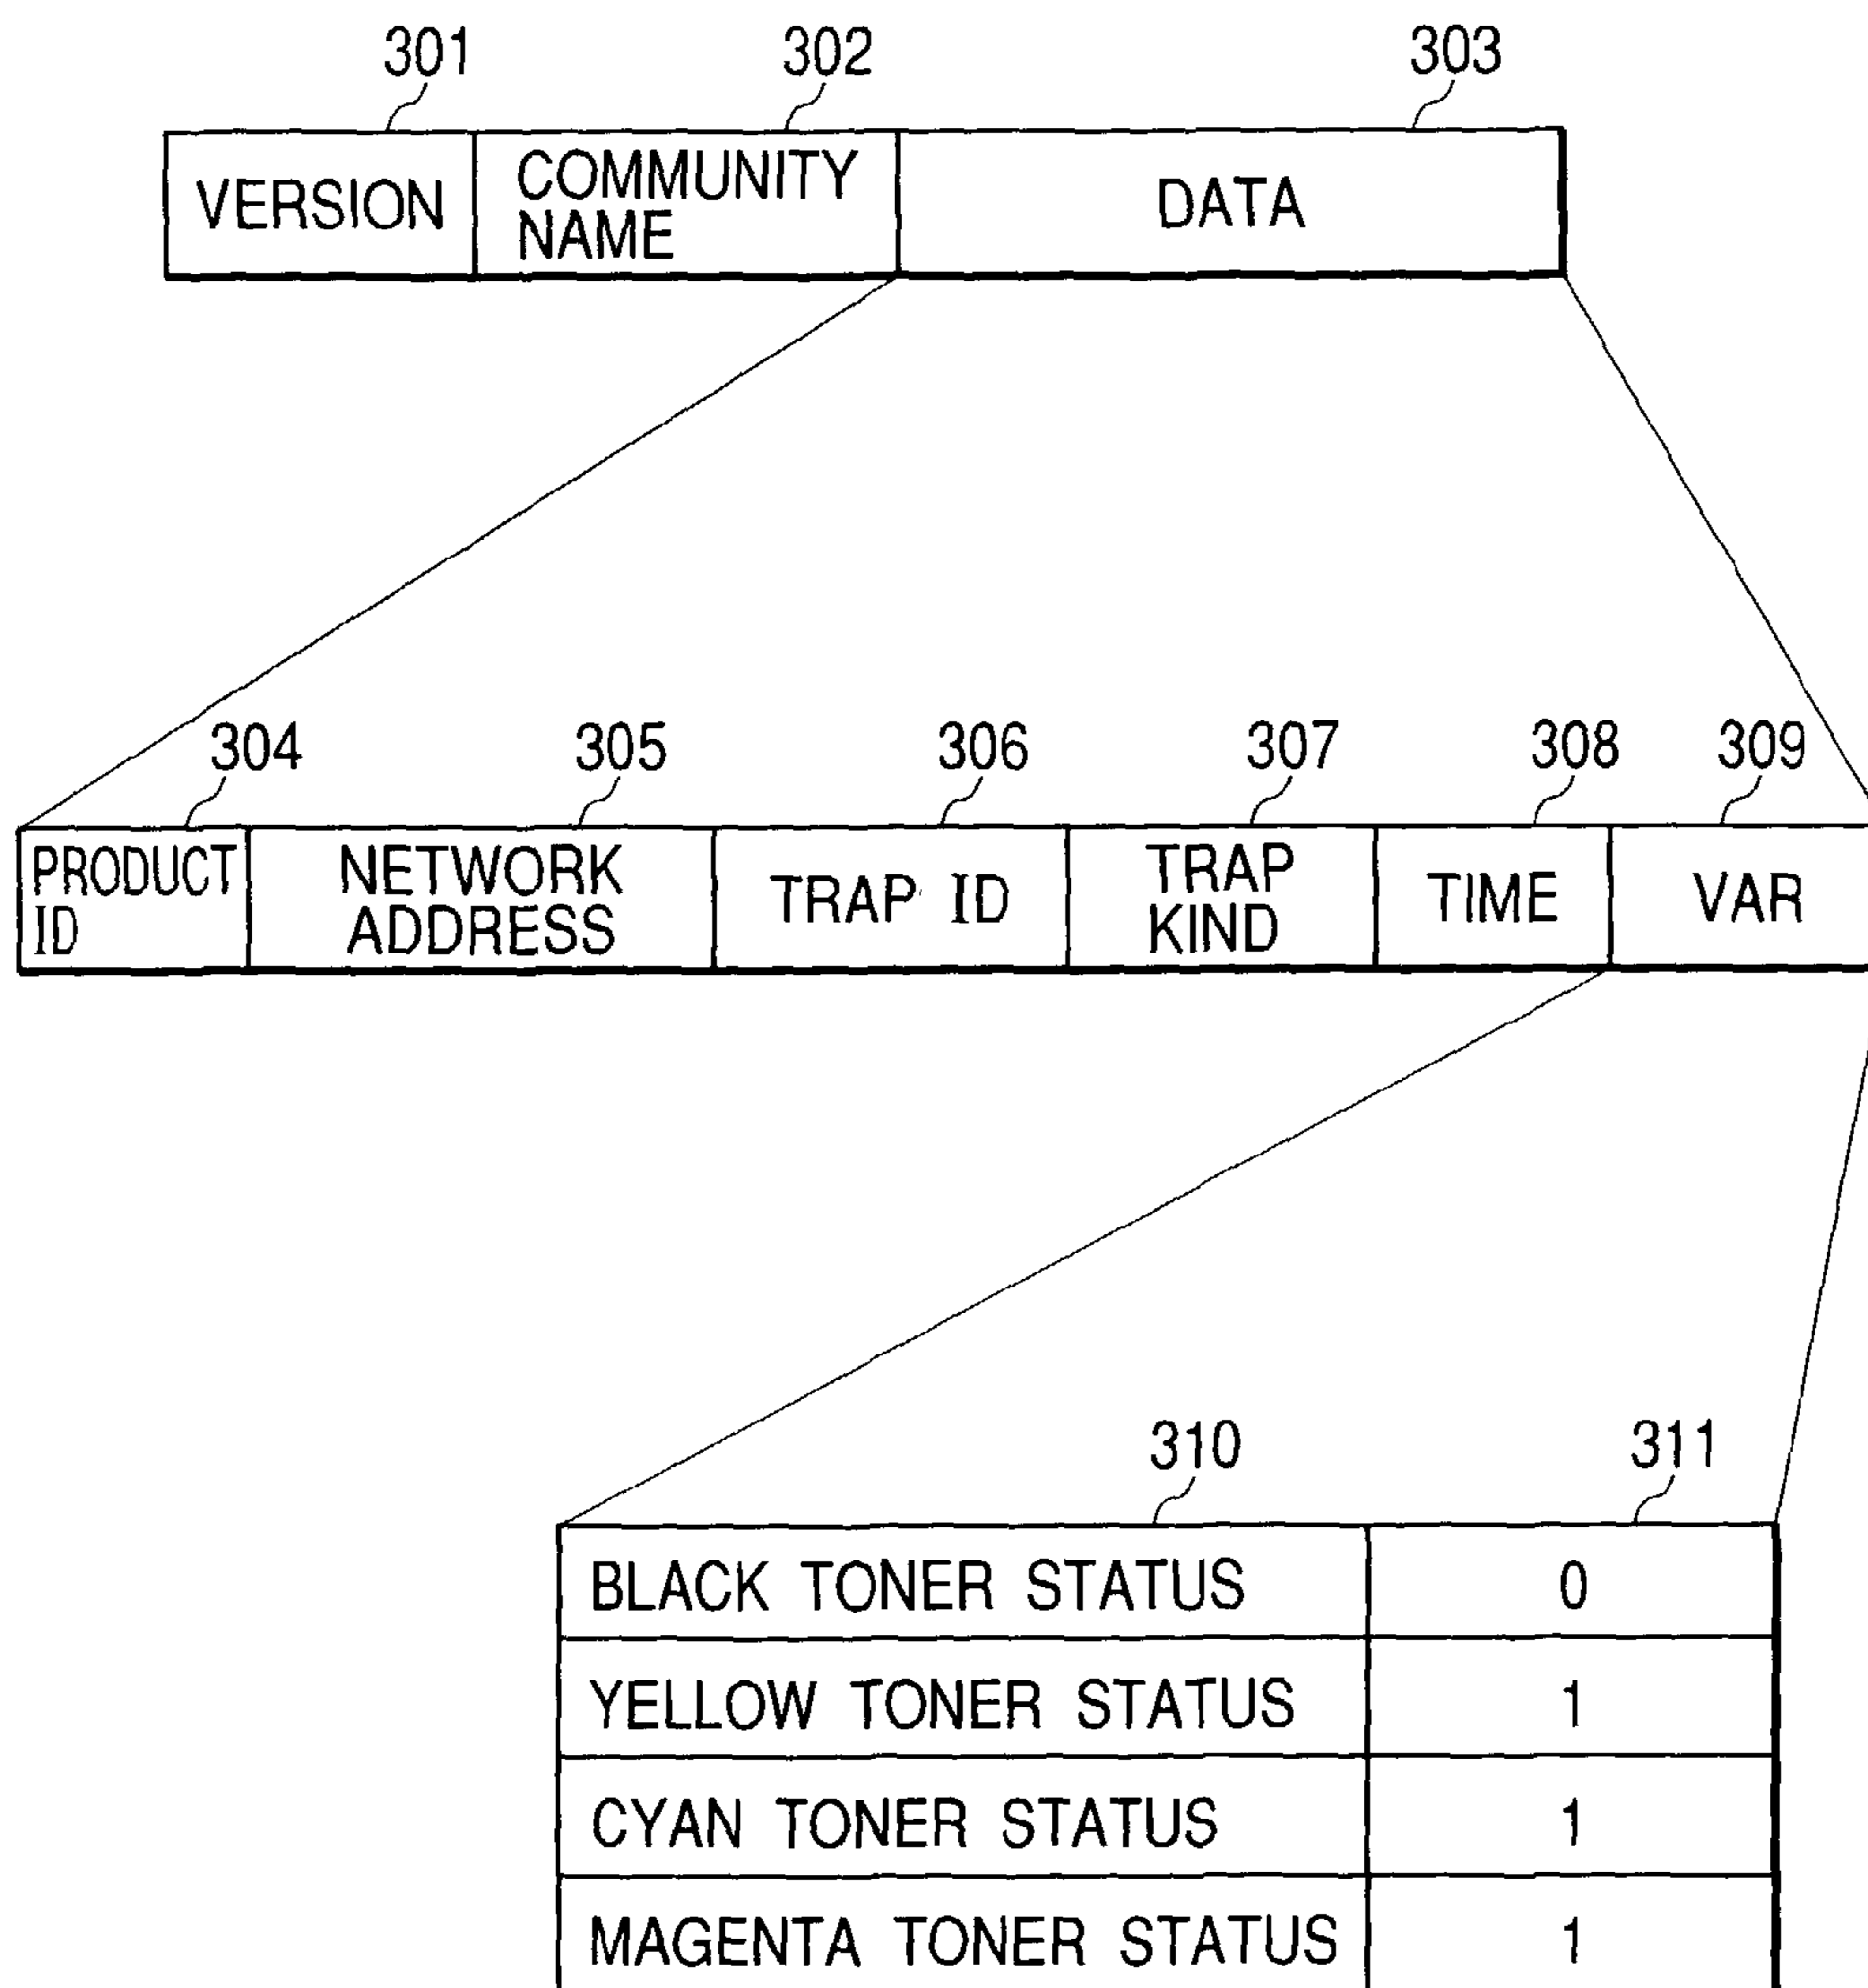 301 302 303
VERSION
COMMUNITY
NAME
DATA
304 305 306 307 308 309
PRODUCT
ID
NETWORK
ADDRESS
TRAP ID
TRAP
KIND
TIME
VAR
310 311
BLACK TONER STATUS 0
YELLOW TONER STATUS 1
CYAN TONER STATUS 1
MAGENTA TONER STATUS 1